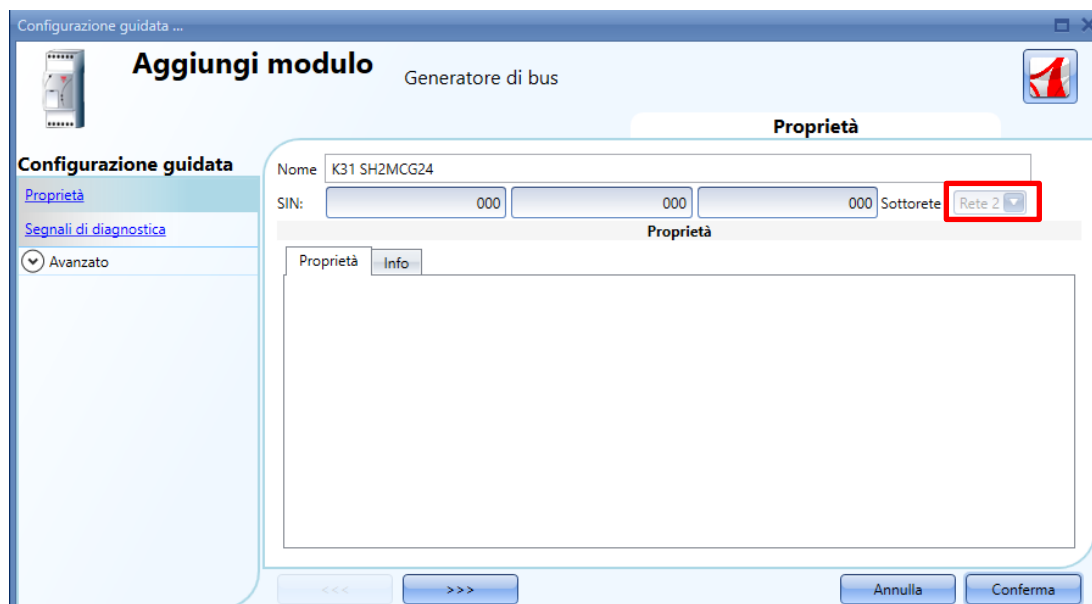 Configurazione guidata ...
Aggiungi modulo
Generatore di bus
Proprietà
Configurazione guidata
Proprietà
Segnali di diagnostica
Avanzato
Nome K31 SH2MCG24
SIN: 000 000 000 Sottorete Rete 2
Proprietà
Proprietà Info
<<< >>> Annulla Conferma